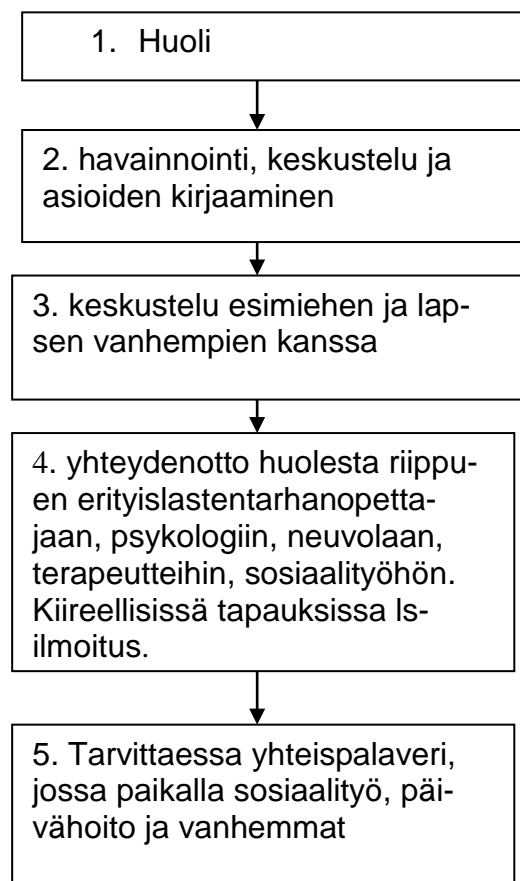 1. Huoli
2. havainnointi, keskustelu ja
asioiden kirjaaminen
3. keskustelu esimiehen ja lap-
sen vanhempien kanssa
4. yhteydenotto huolesta riippu-
en erityislastentarhanopetta-
jaan, psykologiin, neuvolaan,
terapeutteihin, sosiaalityöhön.
Kiireellisissä tapauksissa ls-
ilmoitus.
5. Tarvittaessa yhteispalaveri,
jossa paikalla sosiaalityö, päi-
vähoito ja vanhemmat